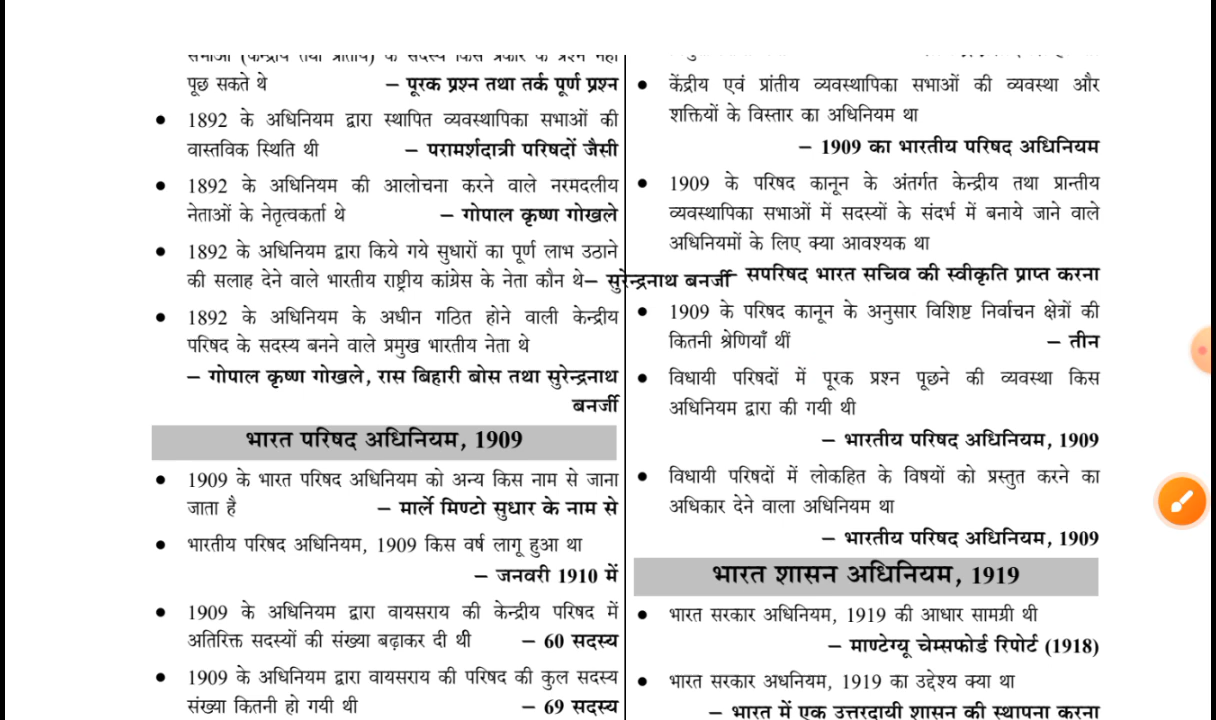 पूछ सकते थे – पूरक प्रश्न तथा तर्क पूर्ण प्रश्न
• 1892 के अधिनियम द्वारा स्थापित व्यवस्थापिका सभाओं की
वास्तविक स्थिति थी – परामर्शदात्री परिषदों जैसी
• 1892 के अधिनियम की आलोचना करने वाले नरमदलीय
नेताओं के नेतृत्वकर्ता थे – गोपाल कृष्ण गोखले
• 1892 के अधिनियम द्वारा किये गये सुधारों का पूर्ण लाभ उठाने
की सलाह देने वाले भारतीय राष्ट्रीय कांग्रेस के नेता कौन थे– सुरेन्द्रनाथ बनर्जी
• 1892 के अधिनियम के अधीन गठित होने वाली केन्द्रीय
परिषद के सदस्य बनने वाले प्रमुख भारतीय नेता थे
– गोपाल कृष्ण गोखले, रास बिहारी बोस तथा सुरेन्द्रनाथ
बनर्जी
भारत परिषद अधिनियम, 1909
• 1909 के भारत परिषद अधिनियम को अन्य किस नाम से जाना
जाता है – मार्ले मिण्टो सुधार के नाम से
• भारतीय परिषद अधिनियम, 1909 किस वर्ष लागू हुआ था
– जनवरी 1910 में
• 1909 के अधिनियम द्वारा वायसराय की केन्द्रीय परिषद में
अतिरिक्त सदस्यों की संख्या बढ़ाकर दी थी – 60 सदस्य
• 1909 के अधिनियम द्वारा वायसराय की परिषद की कुल सदस्य
संख्या कितनी हो गयी थी – 69 सदस्य
• केंद्रीय एवं प्रांतीय व्यवस्थापिका सभाओं की व्यवस्था और
शक्तियों के विस्तार का अधिनियम था
– 1909 का भारतीय परिषद अधिनियम
• 1909 के परिषद कानून के अंतर्गत केन्द्रीय तथा प्रान्तीय
व्यवस्थापिका सभाओं में सदस्यों के संदर्भ में बनाये जाने वाले
अधिनियमों के लिए क्या आवश्यक था
– सपरिषद भारत सचिव की स्वीकृति प्राप्त करना
• 1909 के परिषद कानून के अनुसार विशिष्ट निर्वाचन क्षेत्रों की
कितनी श्रेणियाँ थीं – तीन
• विधायी परिषदों में पूरक प्रश्न पूछने की व्यवस्था किस
अधिनियम द्वारा की गयी थी
– भारतीय परिषद अधिनियम, 1909
• विधायी परिषदों में लोकहित के विषयों को प्रस्तुत करने का
अधिकार देने वाला अधिनियम था
– भारतीय परिषद अधिनियम, 1909
भारत शासन अधिनियम, 1919
• भारत सरकार अधिनियम, 1919 की आधार सामग्री थी
– माण्टेग्यू चेम्सफोर्ड रिपोर्ट (1918)
• भारत सरकार अधनियम, 1919 का उद्देश्य क्या था
– भारत में एक उत्तरदायी शासन की स्थापना करना